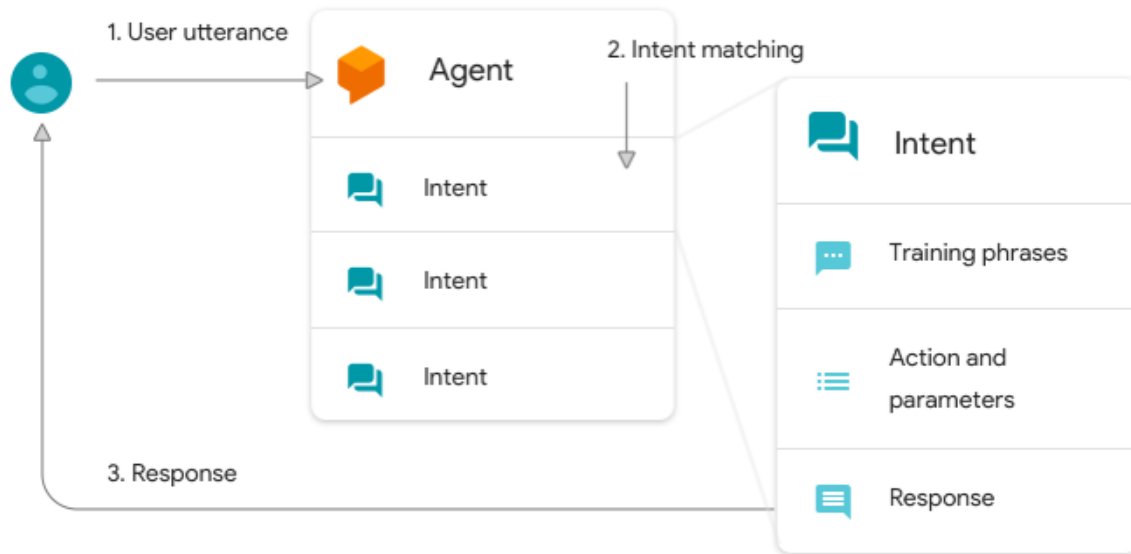 1. User utterance
Agent
2. Intent matching
Intent
Intent
Intent
Intent
Training phrases
Action and
parameters
Response
3. Response